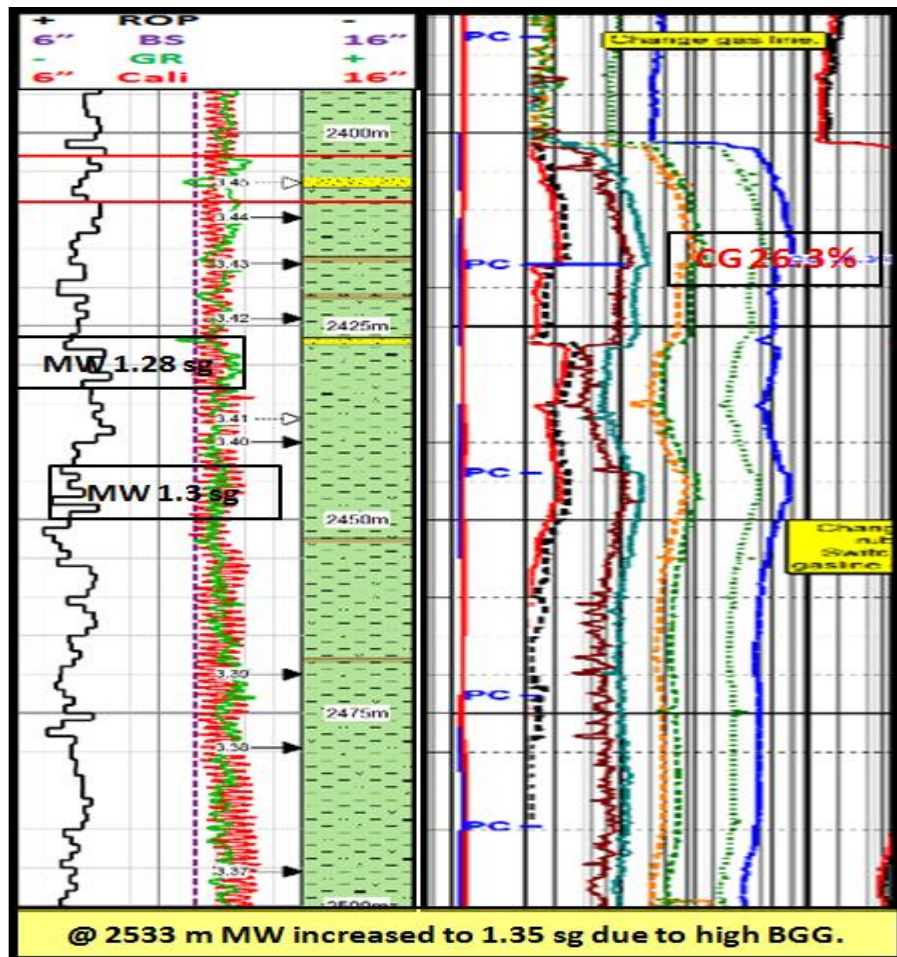 + ROP -
6” BS 16”
- GR +
6” Cali 16”
PC
Change gas line.
2400m
3.45
3.44
PC
CG 26.3%
3.43
3.42
2425m
MW 1.28 sg
3.41
3.40
PC
MW 1.3 sg
2450m
3.39
PC
2475m
3.38
PC
3.37
2500m
@ 2533 m MW increased to 1.35 sg due to high BGG.